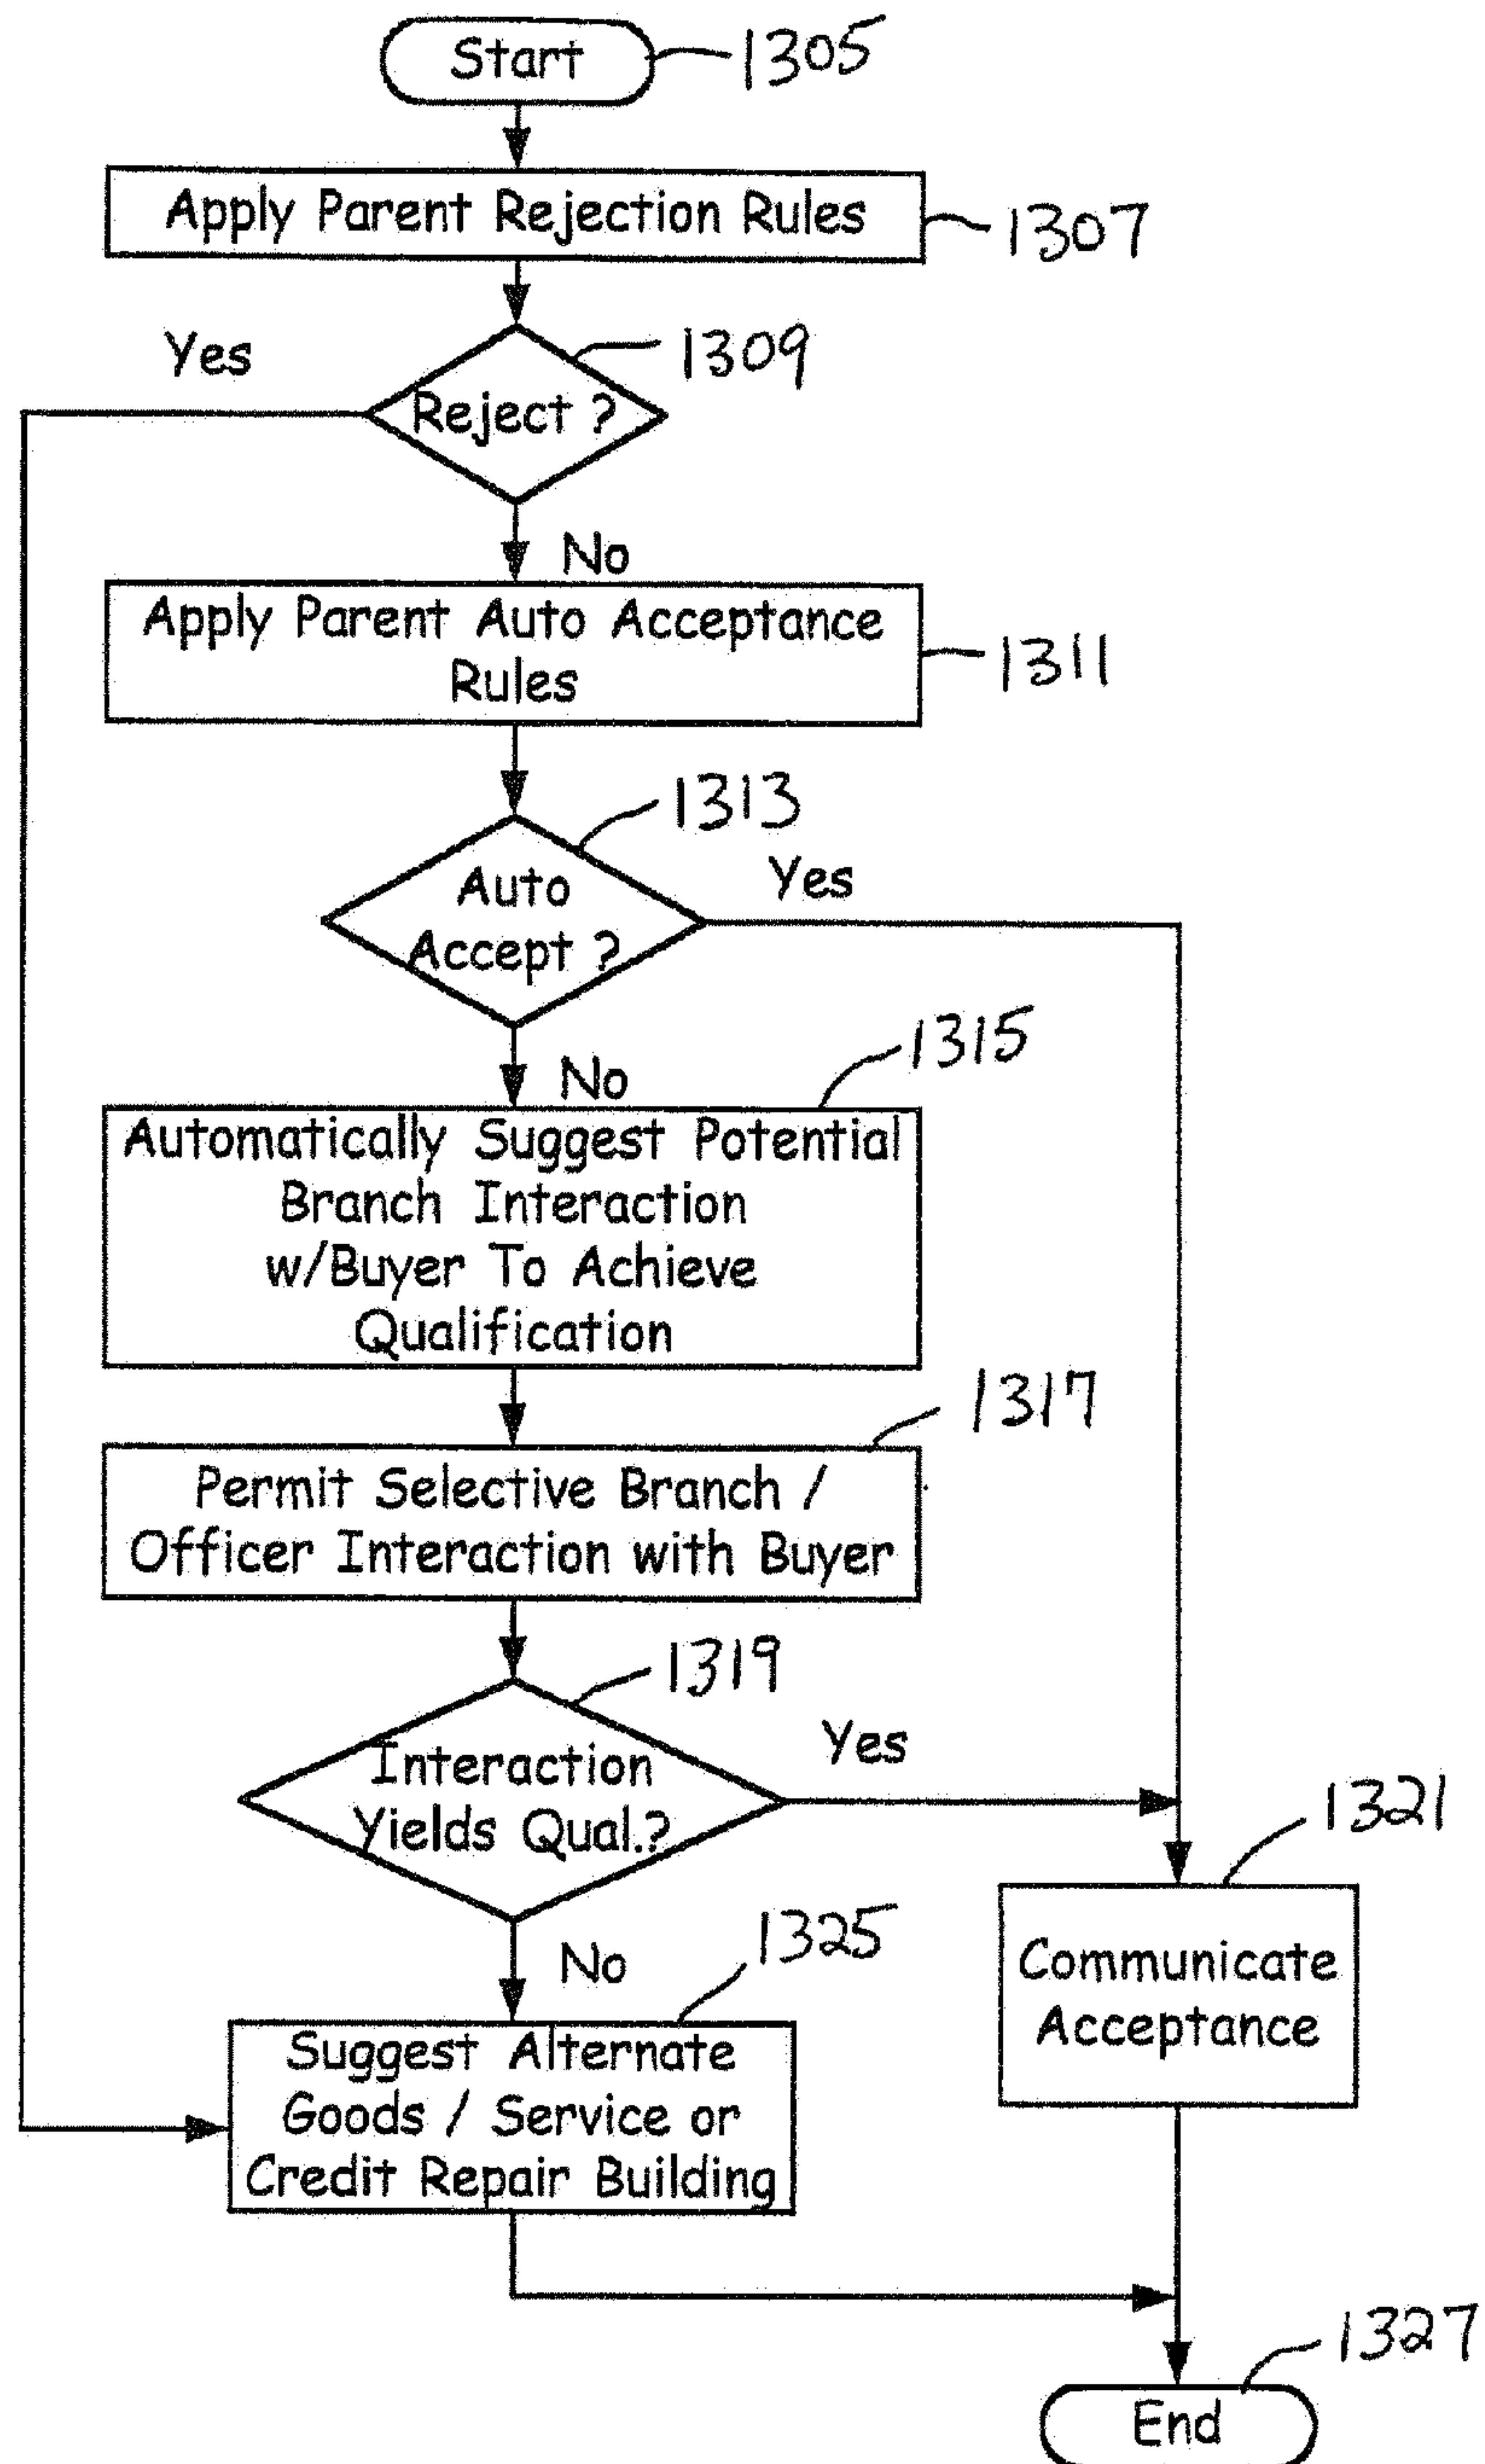 Start
1305
Apply Parent Rejection Rules
1307
Yes
1309
Reject ?
No
Apply Parent Auto Acceptance
Rules
1311
1313
Auto
Accept ?
Yes
1315
No
Automatically Suggest Potential
Branch Interaction
w/Buyer To Achieve
Qualification
1317
Permit Selective Branch /
Officer Interaction with Buyer
1319
Interaction
Yields Qual.?
Yes
1321
1325
No
Communicate
Acceptance
Suggest Alternate
Goods / Service or
Credit Repair Building
1327
End